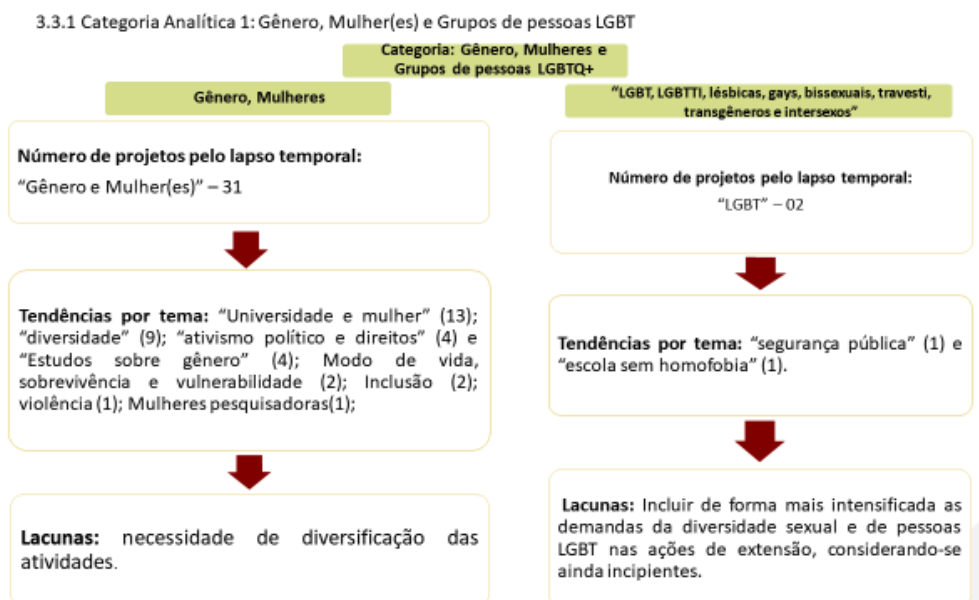 3.3.1 Categoria Analítica 1: Gênero, Mulher(es) e Grupos de pessoas LGBT
Categoria: Gênero, Mulheres e
Grupos de pessoas LGBTQ+
Gênero, Mulheres
Número de projetos pelo lapso temporal:
“Gênero e Mulher(es)” – 31
Tendências por tema: “Universidade e mulher” (13);
“diversidade” (9); “ativismo político e direitos” (4) e
“Estudos sobre gênero” (4); Modo de vida,
sobrevivência e vulnerabilidade (2); Inclusão (2);
violência (1); Mulheres pesquisadoras(1);
Lacunas: necessidade de diversificação das
atividades.
“LGBT, LGBTTI, lésbicas, gays, bissexuais, travesti,
transgêneros e intersexos”
Número de projetos pelo lapso temporal:
“LGBT” – 02
Tendências por tema: “segurança pública” (1) e
“escola sem homofobia” (1).
Lacunas: Incluir de forma mais intensificada as
demandas da diversidade sexual e de pessoas
LGBT nas ações de extensão, considerando-se
ainda incipientes.